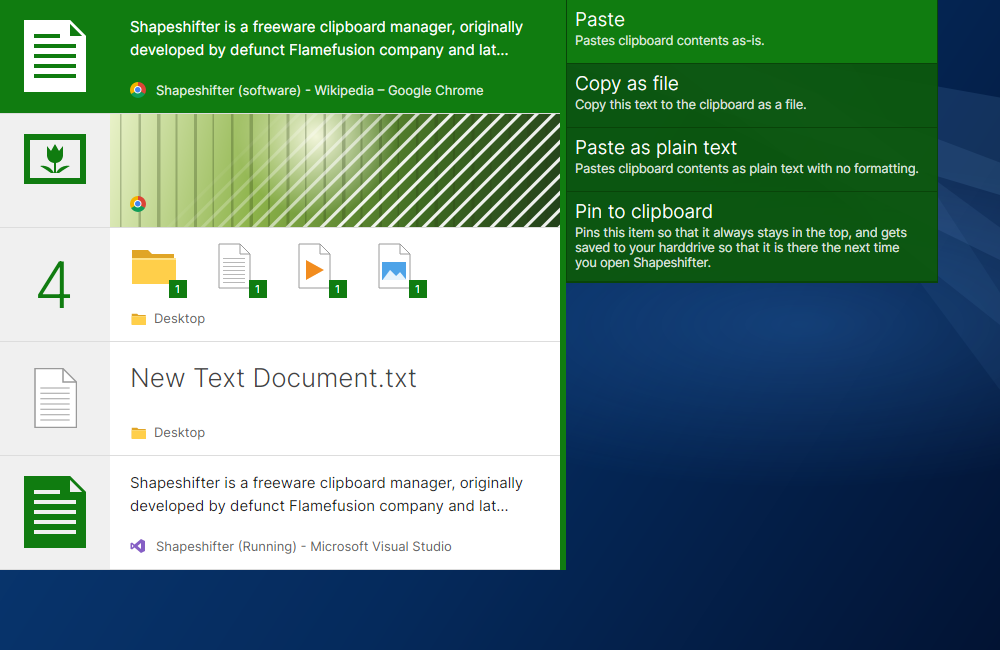 Shapeshifter is a freeware clipboard manager, originally
developed by defunct Flamefusion company and lat...
Shapeshifter (software) - Wikipedia – Google Chrome
4
1
1
1
1
Desktop
New Text Document.txt
Desktop
Shapeshifter is a freeware clipboard manager, originally
developed by defunct Flamefusion company and lat...
Shapeshifter (Running) - Microsoft Visual Studio
Paste
Pastes clipboard contents as-is.
Copy as file
Copy this text to the clipboard as a file.
Paste as plain text
Pastes clipboard contents as plain text with no formatting.
Pin to clipboard
Pins this item so that it always stays in the top, and gets
saved to your harddrive so that it is there the next time
you open Shapeshifter.